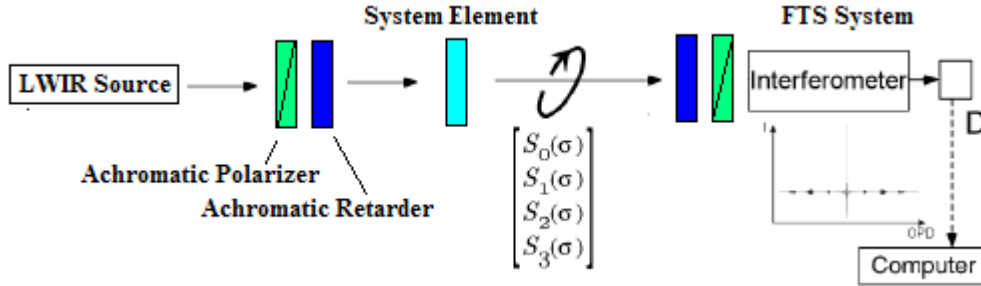 System Element
FTS System
LWIR Source
Interferometer
D
I
OPD
Achromatic Polarizer
Achromatic Retarder
S₀(σ)
S₁(σ)
S₂(σ)
S₃(σ)
Computer